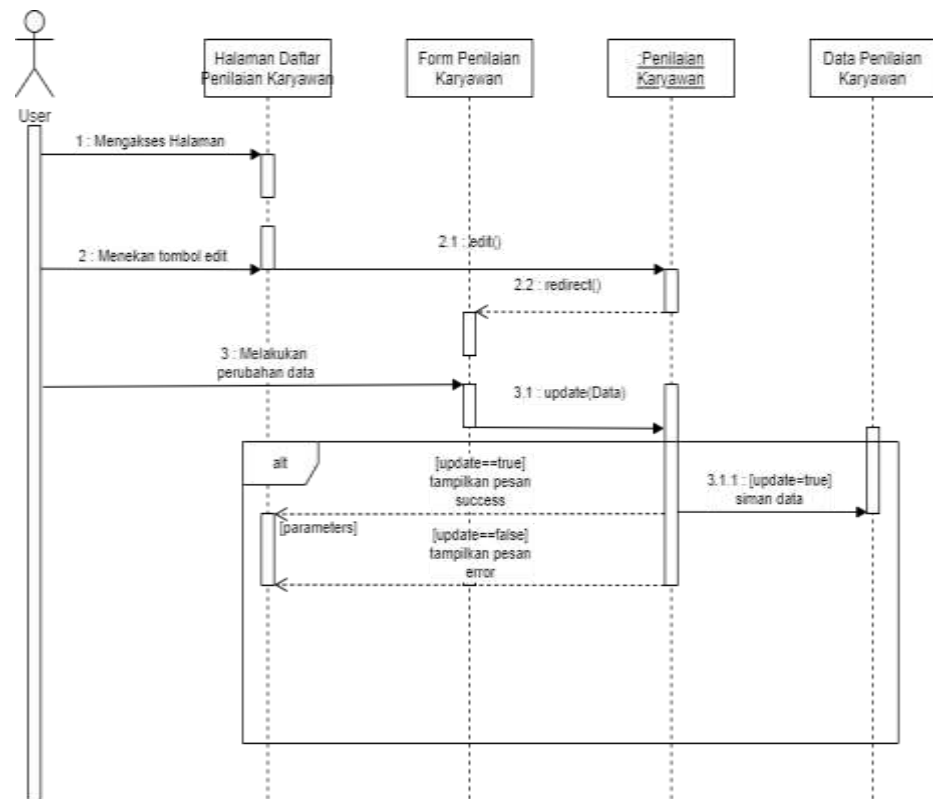 Halaman Daftar
Penilaian Karyawan
Form Penilaian
Karyawan
:Penilaian
Karyawan
Data Penilaian
Karyawan
User
1 : Mengakses Halaman
2 : Menekan tombol edit
2.1 : edit()
2.2 : redirect()
3 : Melakukan
perubahan data
3.1 : update(Data)
alt
[update==true]
tampilkan pesan
success
3.1.1 : [update=true]
siman data
[parameters]
[update==false]
tampilkan pesan
error